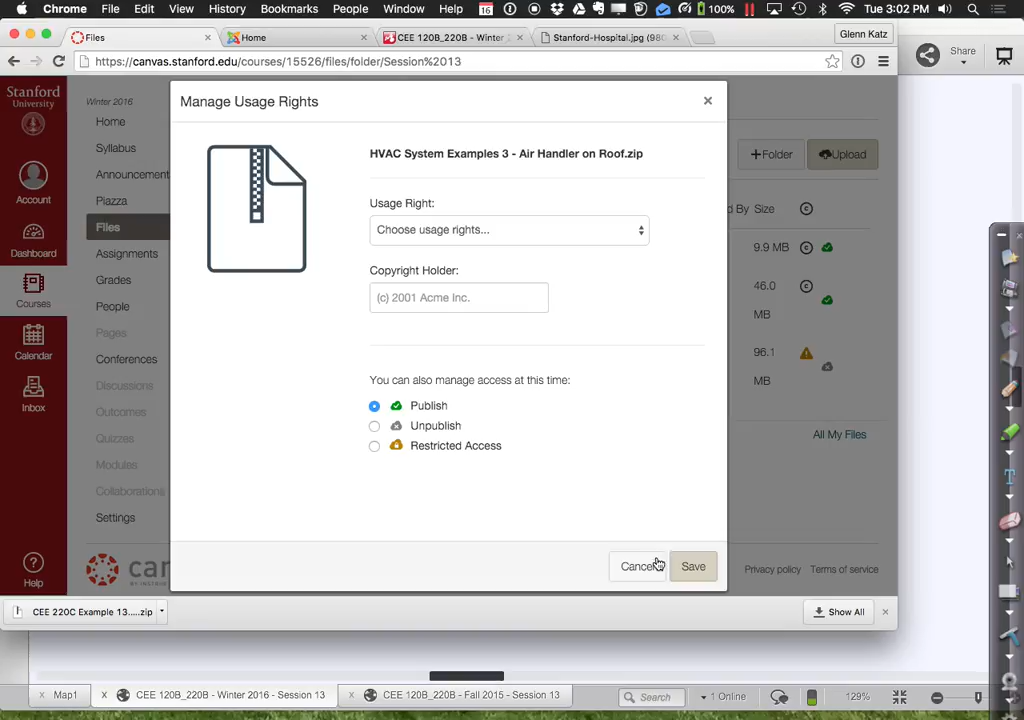 Chrome File Edit View History Bookmarks People Window Help 16 100% Tue 3:02 PM
Files Home CEE 120B_220B - Winter Stanford-Hospital.jpg (98 Glenn Katz
https://canvas.stanford.edu/courses/15526/files/folder/Session%2013
Share
Stanford
University
Account
Dashboard
Courses
Calendar
Inbox
Help
Winter 2016
Home
Syllabus
Announcement
Piazza
Files
Assignments
Grades
People
Pages
Conferences
Discussions
Outcomes
Quizzes
Modules
Collaborations
Settings
Manage Usage Rights
HVAC System Examples 3 - Air Handler on Roof.zip
Usage Right:
Choose usage rights...
Copyright Holder:
(c) 2001 Acme Inc.
You can also manage access at this time:
Publish
Unpublish
Restricted Access
Cancel Save
+Folder Upload
d By Size
9.9 MB
46.0
MB
96.1
MB
All My Files
can
BY INSTR
Privacy policy Terms of service
CEE 220C Example 13.....zip Show All
Map1 CEE 120B_220B - Winter 2016 - Session 13 CEE 120B_220B - Fall 2015 - Session 13 Search 1 Online 129%